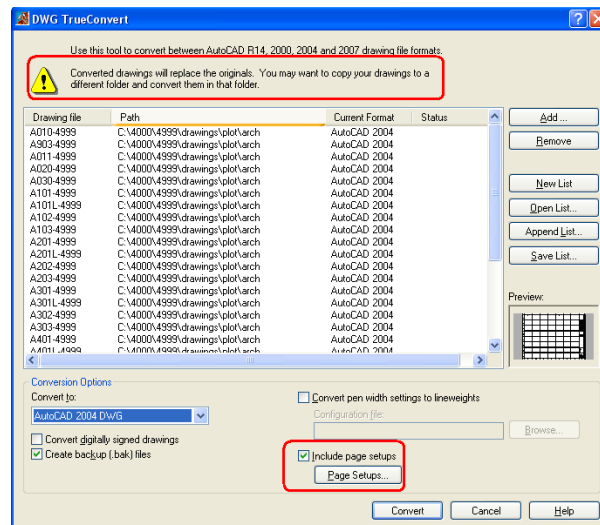 DWG TrueConvert
Use this tool to convert between AutoCAD R14, 2000, 2004 and 2007 drawing file formats.
Converted drawings will replace the originals. You may want to copy your drawings to a
different folder and convert them in that folder.
Drawing file Path Current Format Status
A010-4999 C:\4000\4999\drawings\plot\arch AutoCAD 2004
A903-4999 C:\4000\4999\drawings\plot\arch AutoCAD 2004
A011-4999 C:\4000\4999\drawings\plot\arch AutoCAD 2004
A020-4999 C:\4000\4999\drawings\plot\arch AutoCAD 2004
A030-4999 C:\4000\4999\drawings\plot\arch AutoCAD 2004
A101-4999 C:\4000\4999\drawings\plot\arch AutoCAD 2004
A101L-4999 C:\4000\4999\drawings\plot\arch AutoCAD 2004
A102-4999 C:\4000\4999\drawings\plot\arch AutoCAD 2004
A103-4999 C:\4000\4999\drawings\plot\arch AutoCAD 2004
A201-4999 C:\4000\4999\drawings\plot\arch AutoCAD 2004
A201L-4999 C:\4000\4999\drawings\plot\arch AutoCAD 2004
A202-4999 C:\4000\4999\drawings\plot\arch AutoCAD 2004
A203-4999 C:\4000\4999\drawings\plot\arch AutoCAD 2004
A301-4999 C:\4000\4999\drawings\plot\arch AutoCAD 2004
A301L-4999 C:\4000\4999\drawings\plot\arch AutoCAD 2004
A302-4999 C:\4000\4999\drawings\plot\arch AutoCAD 2004
A303-4999 C:\4000\4999\drawings\plot\arch AutoCAD 2004
A401-4999 C:\4000\4999\drawings\plot\arch AutoCAD 2004
A401L-4999 C:\4000\4999\drawings\plot\arch AutoCAD 2004
Add ...
Remove
New List
Open List...
Append List...
Save List...
Preview:
Conversion Options
Convert to:
AutoCAD 2004 DWG
Convert digitally signed drawings
Create backup (.bak) files
Convert pen width settings to lineweights
Configuration file:
Browse...
Include page setups
Page Setups...
Convert Cancel Help